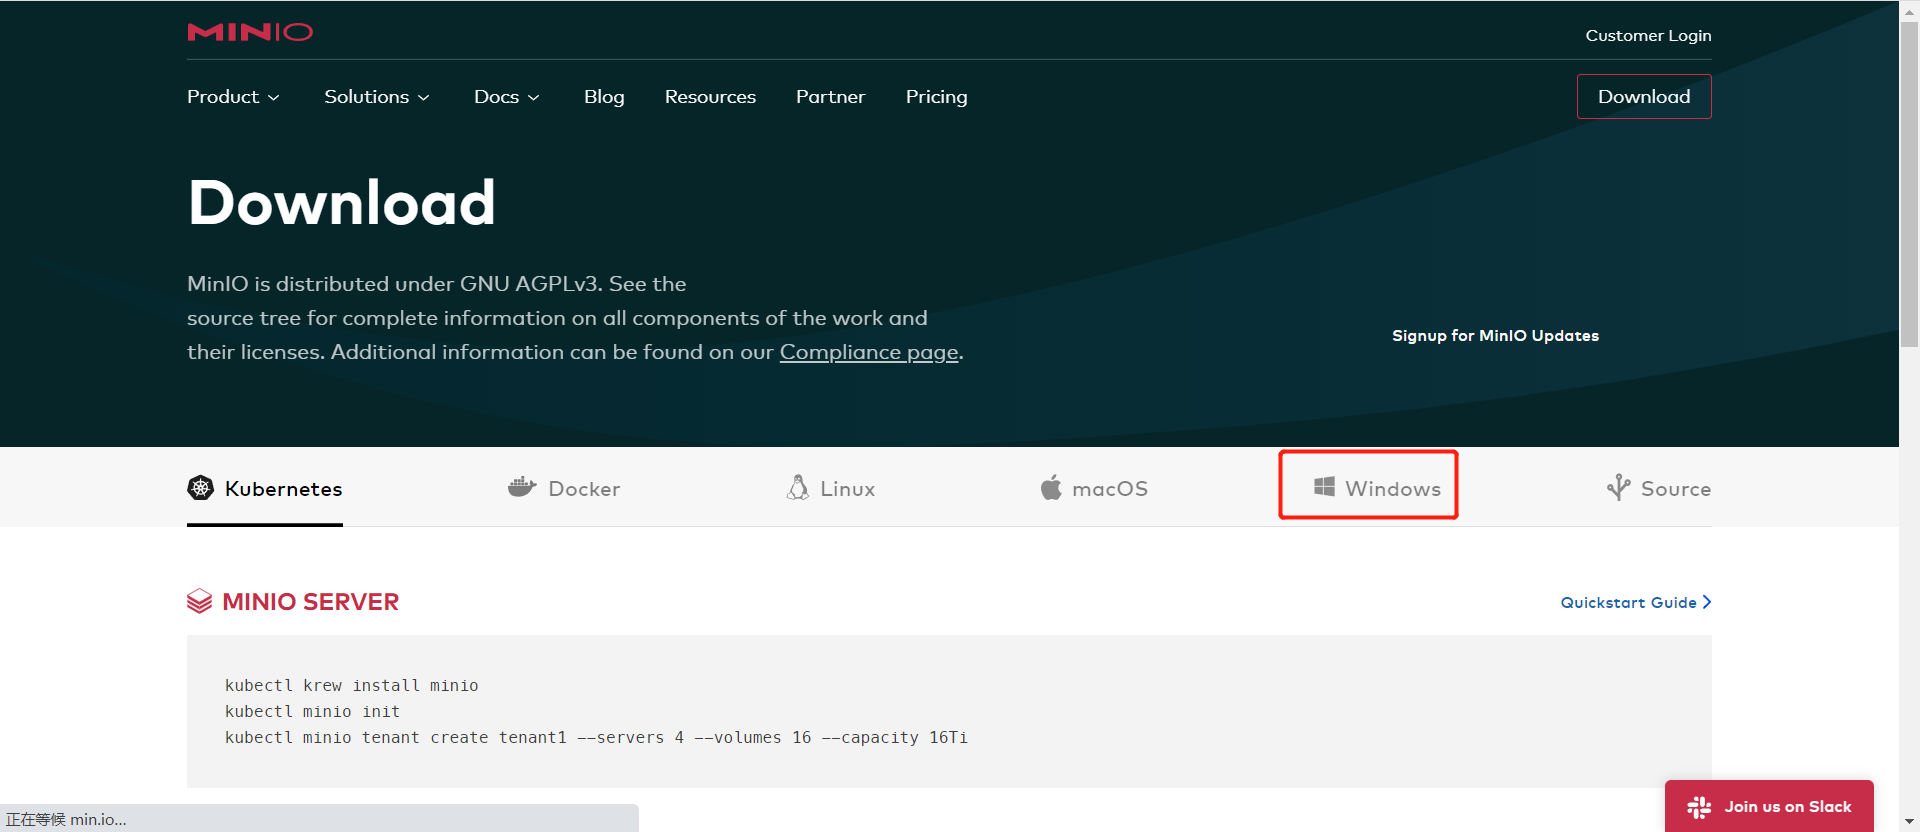 MINIO
Customer Login
Product
Solutions
Docs
Blog
Resources
Partner
Pricing
Download
Download
MinIO is distributed under GNU AGPLv3. See the
source tree for complete information on all components of the work and
their licenses. Additional information can be found on our Compliance page.
Signup for MinIO Updates
Kubernetes
Docker
Linux
macOS
Windows
Source
MINIO SERVER
Quickstart Guide
kubectl krew install minio
kubectl minio init
kubectl minio tenant create tenant1 --servers 4 --volumes 16 --capacity 16Ti
Join us on Slack
正在等候 min.io...